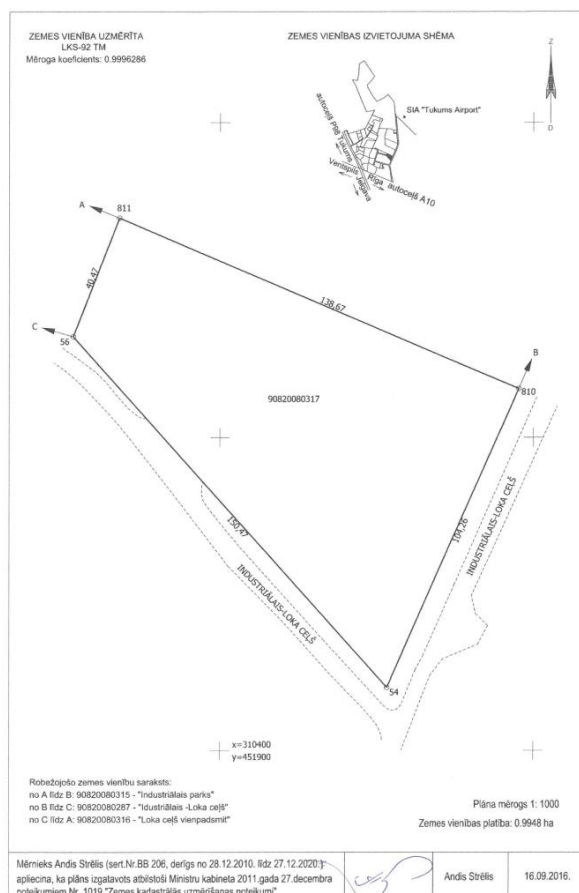 ZEMES VIENĪBA UZMĒRĪTA
LKS-92 TM
Mēroga koeficients: 0.9996286
ZEMES VIENĪBAS IZVIETOJUMA SHĒMA
Z
D
SIA "Tukums Airport"
autoceļš P98 Tukums
Ventspils Jelgava
Rīga autoceļš A10
A
811
40,47
138,67
C
56
B
810
90820080317
150,47
104,26
INDUSTRIĀLAIS-LOKA CEĻŠ
INDUSTRIĀLAIS-LOKA CEĻŠ
54
x=310400
y=451900
Robežojošo zemes vienību saraksts:
no A līdz B: 90820080315 - "Industriālais parks"
no B līdz C: 90820080287 - "Idustriālais -Loka ceļš"
no C līdz A: 90820080316 - "Loka ceļš vienpadsmit"
Plāna mērogs 1: 1000
Zemes vienības platība: 0.9948 ha
Mērnieks Andis Strēlis (sert.Nr.BB 206, derīgs no 28.12.2010. līdz 27.12.2020.)
apliecina, ka plāns izgatavots atbilstoši Ministru kabineta 2011.gada 27.decembra
noteikumiem Nr. 1019 "Zemes kadastrālās uzmērīšanas noteikumi"
Andis Strēlis
16.09.2016.